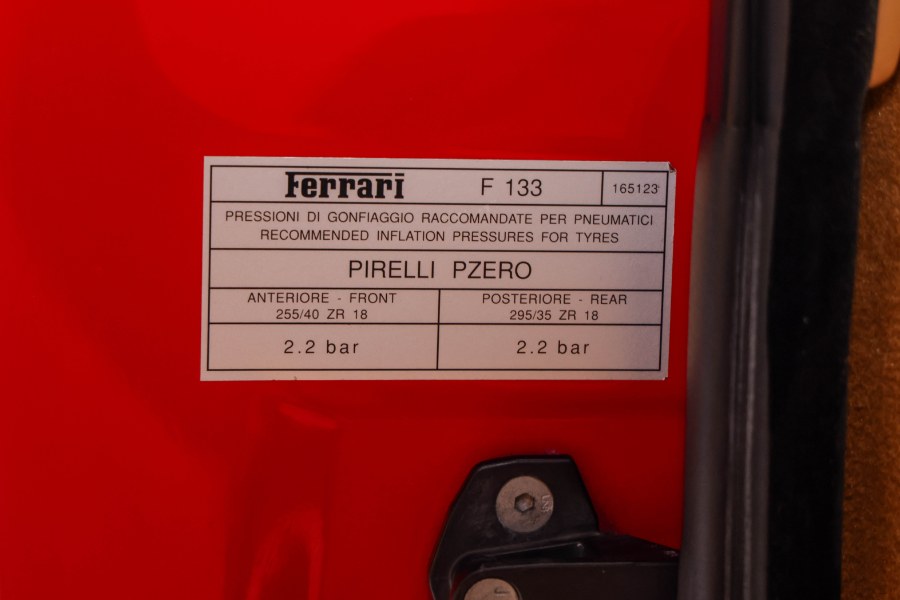 Ferrari F 133 165123
PRESSIONI DI GONFIAGGIO RACCOMANDATE PER PNEUMATICI
RECOMMENDED INFLATION PRESSURES FOR TYRES
PIRELLI PZERO
ANTERIORE - FRONT
255/40 ZR 18
POSTERIORE - REAR
295/35 ZR 18
2.2 bar
2.2 bar